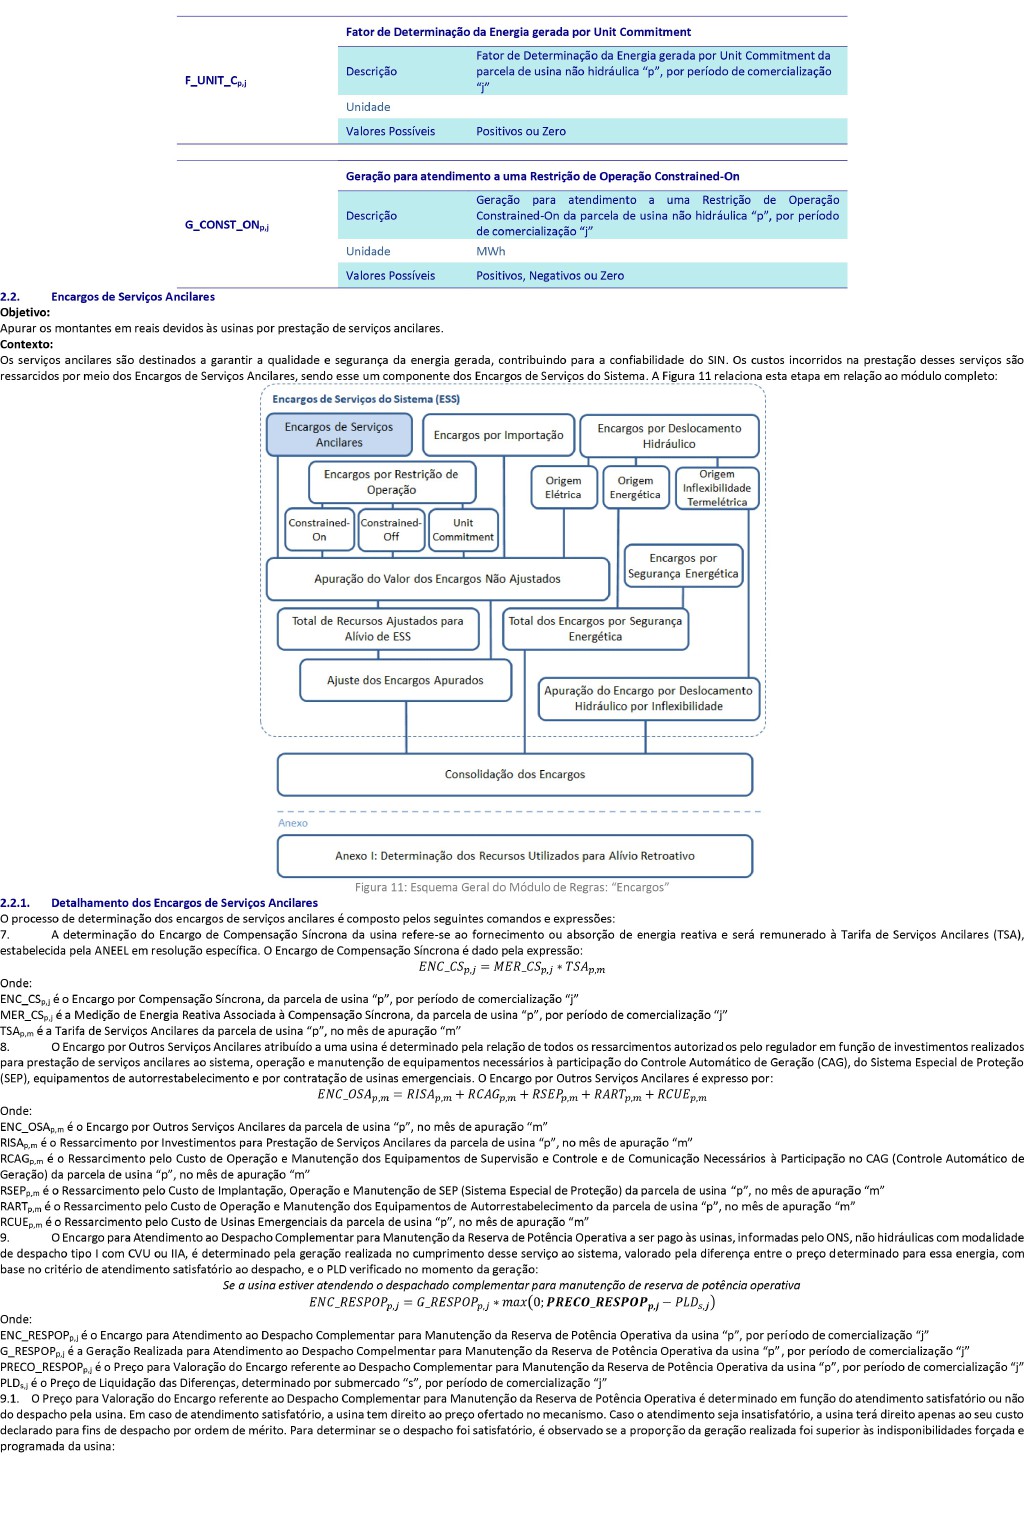 Fator de Determinação da Energia gerada por Unit Commitment
F_UNIT_Cp,j
Descrição
Fator de Determinação da Energia gerada por Unit Commitment da
parcela de usina não hidráulica “p”, por período de comercialização
“j”
Unidade
Valores Possíveis Positivos ou Zero
Geração para atendimento a uma Restrição de Operação Constrained-On
G_CONST_ONp,j
Descrição
Geração para atendimento a uma Restrição de Operação
Constrained-On da parcela de usina não hidráulica “p”, por período
de comercialização “j”
Unidade MWh
Valores Possíveis Positivos, Negativos ou Zero
2.2. Encargos de Serviços Ancilares
Objetivo:
Apurar os montantes em reais devidos às usinas por prestação de serviços ancilares.
Contexto:
Os serviços ancilares são destinados a garantir a qualidade e segurança da energia gerada, contribuindo para a confiabilidade do SIN. Os custos incorridos na prestação desses serviços são
ressarcidos por meio dos Encargos de Serviços Ancilares, sendo esse um componente dos Encargos de Serviços do Sistema. A Figura 11 relaciona esta etapa em relação ao módulo completo:
Encargos de Serviços do Sistema (ESS)
Encargos de Serviços
Ancilares
Encargos por Importação
Encargos por Deslocamento
Hidráulico
Encargos por Restrição de
Operação
Origem
Elétrica
Origem
Energética
Origem
Inflexibilidade
Termelétrica
Constrained-
On
Constrained-
Off
Unit
Commitment
Encargos por
Segurança Energética
Apuração do Valor dos Encargos Não Ajustados
Total de Recursos Ajustados para
Alívio de ESS
Total dos Encargos por Segurança
Energética
Ajuste dos Encargos Apurados
Apuração do Encargo por Deslocamento
Hidráulico por Inflexibilidade
Consolidação dos Encargos
Anexo
Anexo I: Determinação dos Recursos Utilizados para Alívio Retroativo
Figura 11: Esquema Geral do Módulo de Regras: “Encargos”
2.2.1. Detalhamento dos Encargos de Serviços Ancilares
O processo de determinação dos encargos de serviços ancilares é composto pelos seguintes comandos e expressões:
7. A determinação do Encargo de Compensação Síncrona da usina refere-se ao fornecimento ou absorção de energia reativa e será remunerado à Tarifa de Serviços Ancilares (TSA),
estabelecida pela ANEEL em resolução específica. O Encargo de Compensação Síncrona é dado pela expressão:
ENC_CSp,j = MER_CSp,j ∗ TSAp,m
Onde:
ENC_CSp,j é o Encargo por Compensação Síncrona, da parcela de usina “p”, por período de comercialização “j”
MER_CSp,j é a Medição de Energia Reativa Associada à Compensação Síncrona, da parcela de usina “p”, por período de comercialização “j”
TSAp,m é a Tarifa de Serviços Ancilares da parcela de usina “p”, no mês de apuração “m”
8. O Encargo por Outros Serviços Ancilares atribuído a uma usina é determinado pela relação de todos os ressarcimentos autorizados pelo regulador em função de investimentos realizados
para prestação de serviços ancilares ao sistema, operação e manutenção de equipamentos necessários à participação do Controle Automático de Geração (CAG), do Sistema Especial de Proteção
(SEP), equipamentos de autorrestabelecimento e por contratação de usinas emergenciais. O Encargo por Outros Serviços Ancilares é expresso por:
ENC_OSAp,m = RISAp,m + RCAGp,m + RSEPp,m + RARTp,m + RCUEp,m
Onde:
ENC_OSAp,m é o Encargo por Outros Serviços Ancilares da parcela de usina “p”, no mês de apuração “m”
RISAp,m é o Ressarcimento por Investimentos para Prestação de Serviços Ancilares da parcela de usina “p”, no mês de apuração “m”
RCAGp,m é o Ressarcimento pelo Custo de Operação e Manutenção dos Equipamentos de Supervisão e Controle e de Comunicação Necessários à Participação no CAG (Controle Automático de
Geração) da parcela de usina “p”, no mês de apuração “m”
RSEPp,m é o Ressarcimento pelo Custo de Implantação, Operação e Manutenção de SEP (Sistema Especial de Proteção) da parcela de usina “p”, no mês de apuração “m”
RARTp,m é o Ressarcimento pelo Custo de Operação e Manutenção dos Equipamentos de Autorrestabelecimento da parcela de usina “p”, no mês de apuração “m”
RCUEp,m é o Ressarcimento pelo Custo de Usinas Emergenciais da parcela de usina “p”, no mês de apuração “m”
9. O Encargo para Atendimento ao Despacho Complementar para Manutenção da Reserva de Potência Operativa a ser pago às usinas, informadas pelo ONS, não hidráulicas com modalidade
de despacho tipo I com CVU ou IIA, é determinado pela geração realizada no cumprimento desse serviço ao sistema, valorado pela diferença entre o preço determinado para essa energia, com
base no critério de atendimento satisfatório ao despacho, e o PLD verificado no momento da geração:
Se a usina estiver atendendo o despachado complementar para manutenção de reserva de potência operativa
ENC_RESPOPp,j = G_RESPOPp,j ∗ max(0; PRECO_RESPOPp,j − PLDs,j)
Onde:
ENC_RESPOPp,j é o Encargo para Atendimento ao Despacho Complementar para Manutenção da Reserva de Potência Operativa da usina “p”, por período de comercialização “j”
G_RESPOPp,j é a Geração Realizada para Atendimento ao Despacho Compelmentar para Manutenção da Reserva de Potência Operativa da usina “p”, por período de comercialização “j”
PRECO_RESPOPp,j é o Preço para Valoração do Encargo referente ao Despacho Complementar para Manutenção da Reserva de Potência Operativa da usina “p”, por período de comercialização “j”
PLDs,j é o Preço de Liquidação das Diferenças, determinado por submercado “s”, por período de comercialização “j”
9.1. O Preço para Valoração do Encargo referente ao Despacho Complementar para Manutenção da Reserva de Potência Operativa é determinado em função do atendimento satisfatório ou não
do despacho pela usina. Em caso de atendimento satisfatório, a usina tem direito ao preço ofertado no mecanismo. Caso o atendimento seja insatisfatório, a usina terá direito apenas ao seu custo
declarado para fins de despacho por ordem de mérito. Para determinar se o despacho foi satisfatório, é observado se a proporção da geração realizada foi superior às indisponibilidades forçada e
programada da usina: